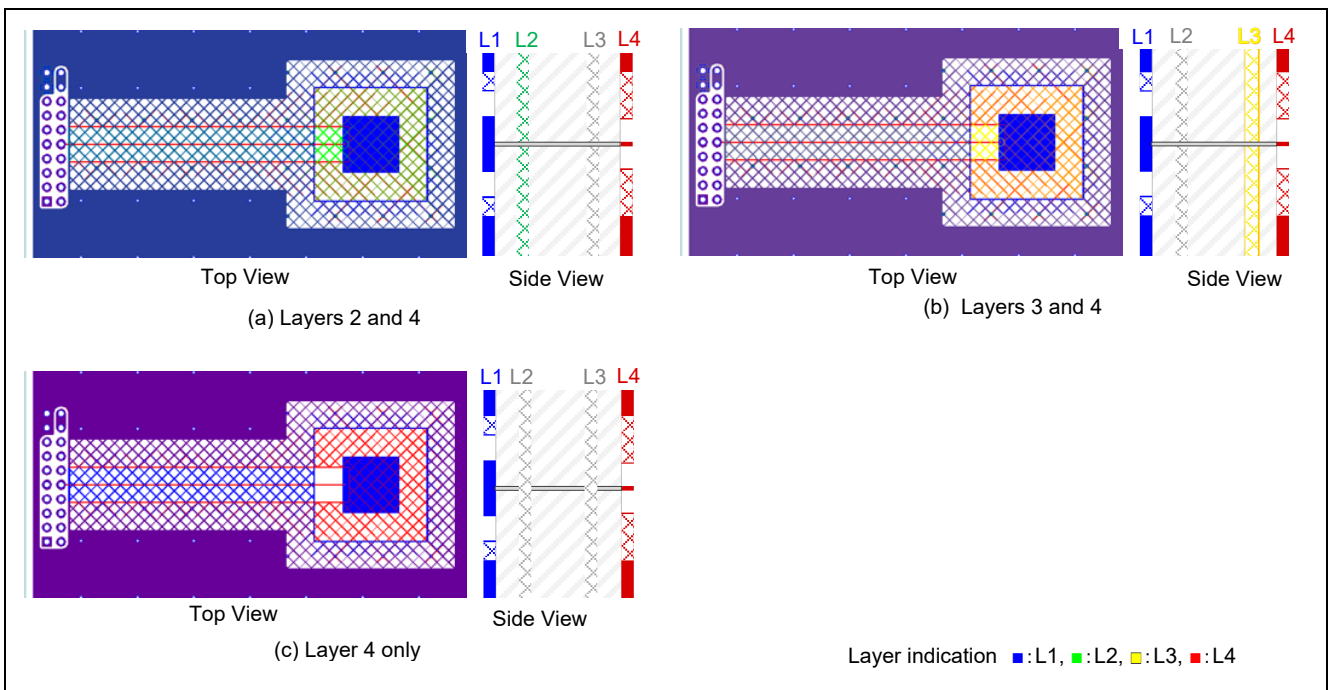 L1 L2 L3 L4
Top View
Side View
(a) Layers 2 and 4
L1 L2 L3 L4
Top View
Side View
(b) Layers 3 and 4
L1 L2 L3 L4
Top View
Side View
(c) Layer 4 only
Layer indication ■:L1, ■:L2, ■:L3, ■:L4